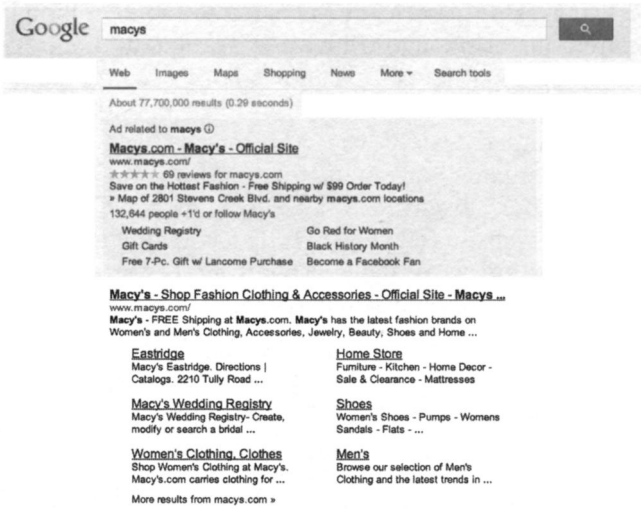 Google macys
Web Images Maps Shopping News More Search tools
About 77,700,000 results (0.29 seconds)
Ad related to macys
Macys.com - Macy's - Official Site
www.macys.com/
69 reviews for macys.com
Save on the Hottest Fashion - Free Shipping w/ $99 Order Today!
» Map of 2801 Stevens Creek Blvd. and nearby macys.com locations
132,644 people +1'd or follow Macy's
Wedding Registry Go Red for Women
Gift Cards Black History Month
Free 7-Pc. Gift w/ Lancome Purchase Become a Facebook Fan
Macy's - Shop Fashion Clothing & Accessories - Official Site - Macys ...
www.macys.com/
Macy's - FREE Shipping at Macys.com. Macy's has the latest fashion brands on
Women's and Men's Clothing, Accessories, Jewelry, Beauty, Shoes and Home ...
Eastridge
Macy's Eastridge. Directions |
Catalogs. 2210 Tully Road ...
Home Store
Furniture - Kitchen - Home Decor -
Sale & Clearance - Mattresses
Macy's Wedding Registry
Macy's Wedding Registry- Create,
modify or search a bridal ...
Shoes
Women's Shoes - Pumps - Womens
Sandals - Flats - ...
Women's Clothing, Clothes
Shop Women's Clothing at Macy's.
Macy's.com carries clothing for ...
Men's
Browse our selection of Men's
Clothing and the latest trends in ...
More results from macys.com »